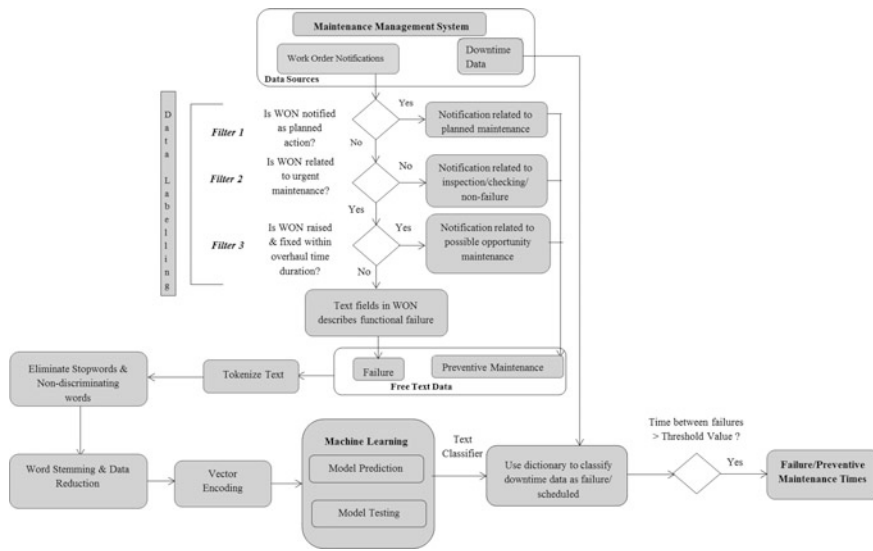 Maintenance Management System
Work Order Notifications
Downtime
Data
Data Sources
Data Labelling
Filter 1
Is WON notified
as planned
action?
Yes
No
Notification related to
planned maintenance
Filter 2
Is WON related
to urgent
maintenance?
No
Yes
Notification related to
inspection/checking/
non-failure
Filter 3
Is WON raised
& fixed within
overhaul time
duration?
Yes
No
Notification related to
possible opportunity
maintenance
Text fields in WON
describes functional failure
Failure
Preventive Maintenance
Free Text Data
Tokenize Text
Eliminate Stopwords &
Non-discriminating
words
Word Stemming & Data
Reduction
Vector
Encoding
Machine Learning
Model Prediction
Model Testing
Text
Classifier
Use dictionary to classify
downtime data as failure/
scheduled
Time between failures
> Threshold Value ?
Yes
Failure/Preventive
Maintenance Times